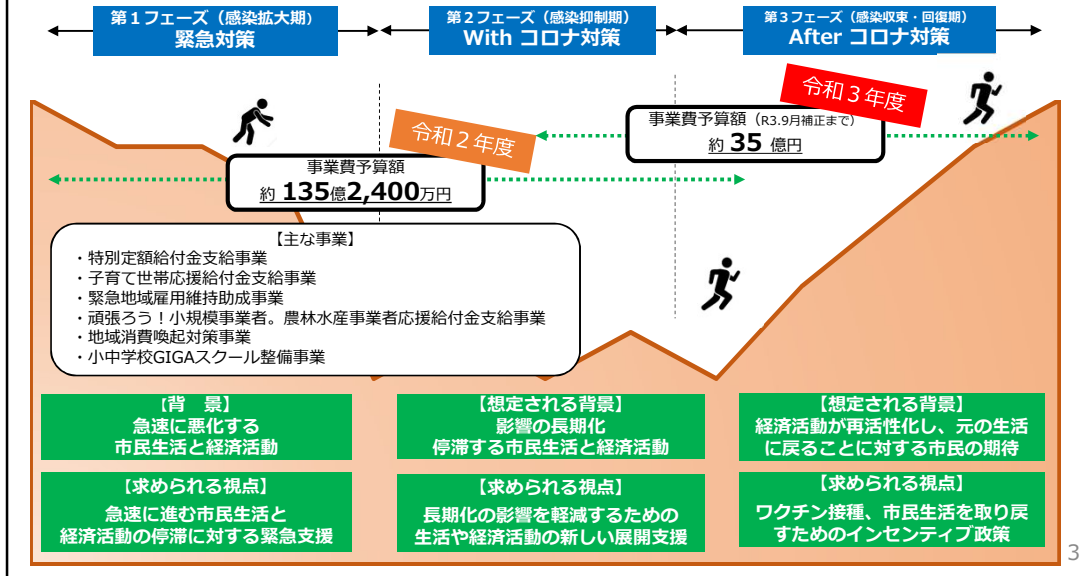 第１フェーズ（感染拡大期）
緊急対策
第２フェーズ（感染抑制期）
With コロナ対策
第３フェーズ（感染収束・回復期）
After コロナ対策
令和３年度
事業費予算額（R3.9月補正まで）
約 35 億円
令和２年度
事業費予算額
約 135億2,400万円
【主な事業】
・特別定額給付金支給事業
・子育て世帯応援給付金支給事業
・緊急地域雇用維持助成事業
・頑張ろう！小規模事業者。農林水産事業者応援給付金支給事業
・地域消費喚起対策事業
・小中学校GIGAスクール整備事業
【背　景】
急速に悪化する
市民生活と経済活動
【想定される背景】
影響の長期化
停滞する市民生活と経済活動
【想定される背景】
経済活動が再活性化し、元の生活
に戻ることに対する市民の期待
【求められる視点】
急速に進む市民生活と
経済活動の停滞に対する緊急支援
【求められる視点】
長期化の影響を軽減するための
生活や経済活動の新しい展開支援
【求められる視点】
ワクチン接種、市民生活を取り戻
すためのインセンティブ政策
3